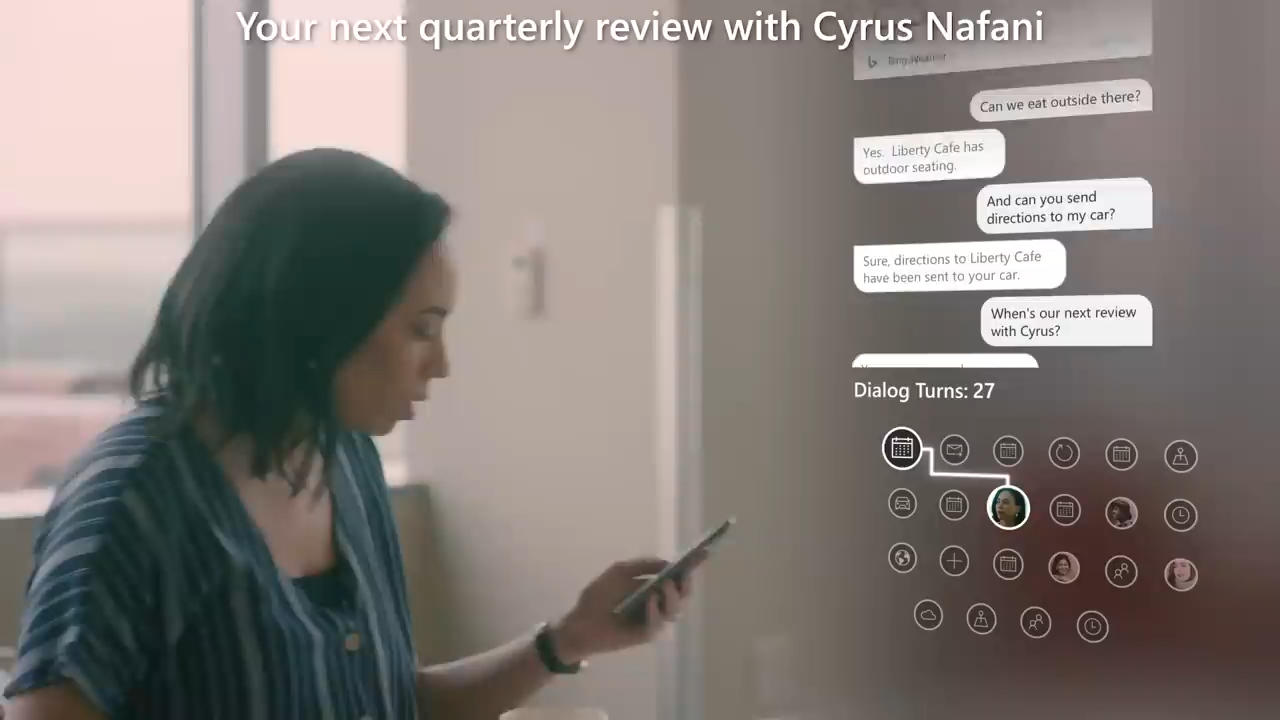 Your next quarterly review with Cyrus Nafani
Bing Weather
Can we eat outside there?
Yes. Liberty Cafe has
outdoor seating.
And can you send
directions to my car?
Sure, directions to Liberty Cafe
have been sent to your car.
When's our next review
with Cyrus?
Dialog Turns: 27